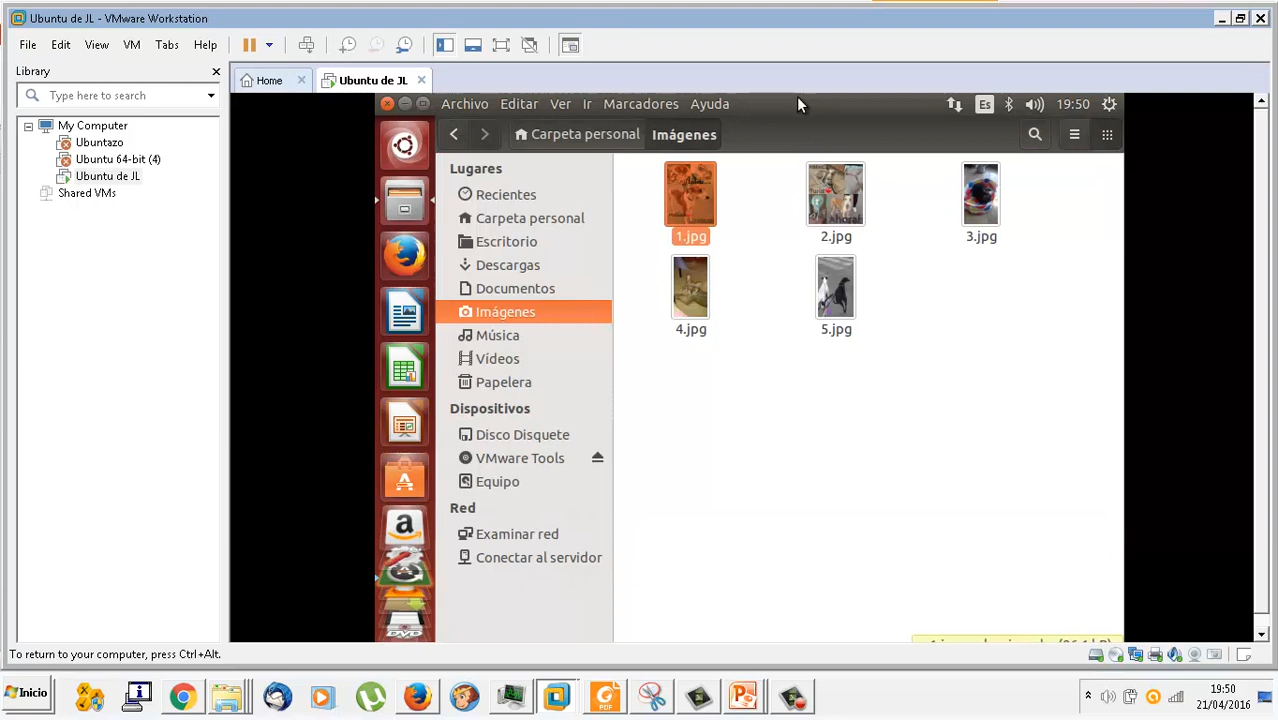 Ubuntu de JL - VMware Workstation
File Edit View VM Tabs Help
Library
Type here to search
My Computer
Ubuntazo
Ubuntu 64-bit (4)
Ubuntu de JL
Shared VMs
Home
Ubuntu de JL
Archivo Editar Ver Ir Marcadores Ayuda
Es
19:50
Carpeta personal
Imágenes
Lugares
Recientes
Carpeta personal
Escritorio
Descargas
Documentos
Imágenes
Música
Vídeos
Papelera
Dispositivos
Disco Disquete
VMware Tools
Equipo
Red
Examinar red
Conectar al servidor
1.jpg
2.jpg
3.jpg
4.jpg
5.jpg
To return to your computer, press Ctrl+Alt.
Inicio
PDF
19:50
21/04/2016